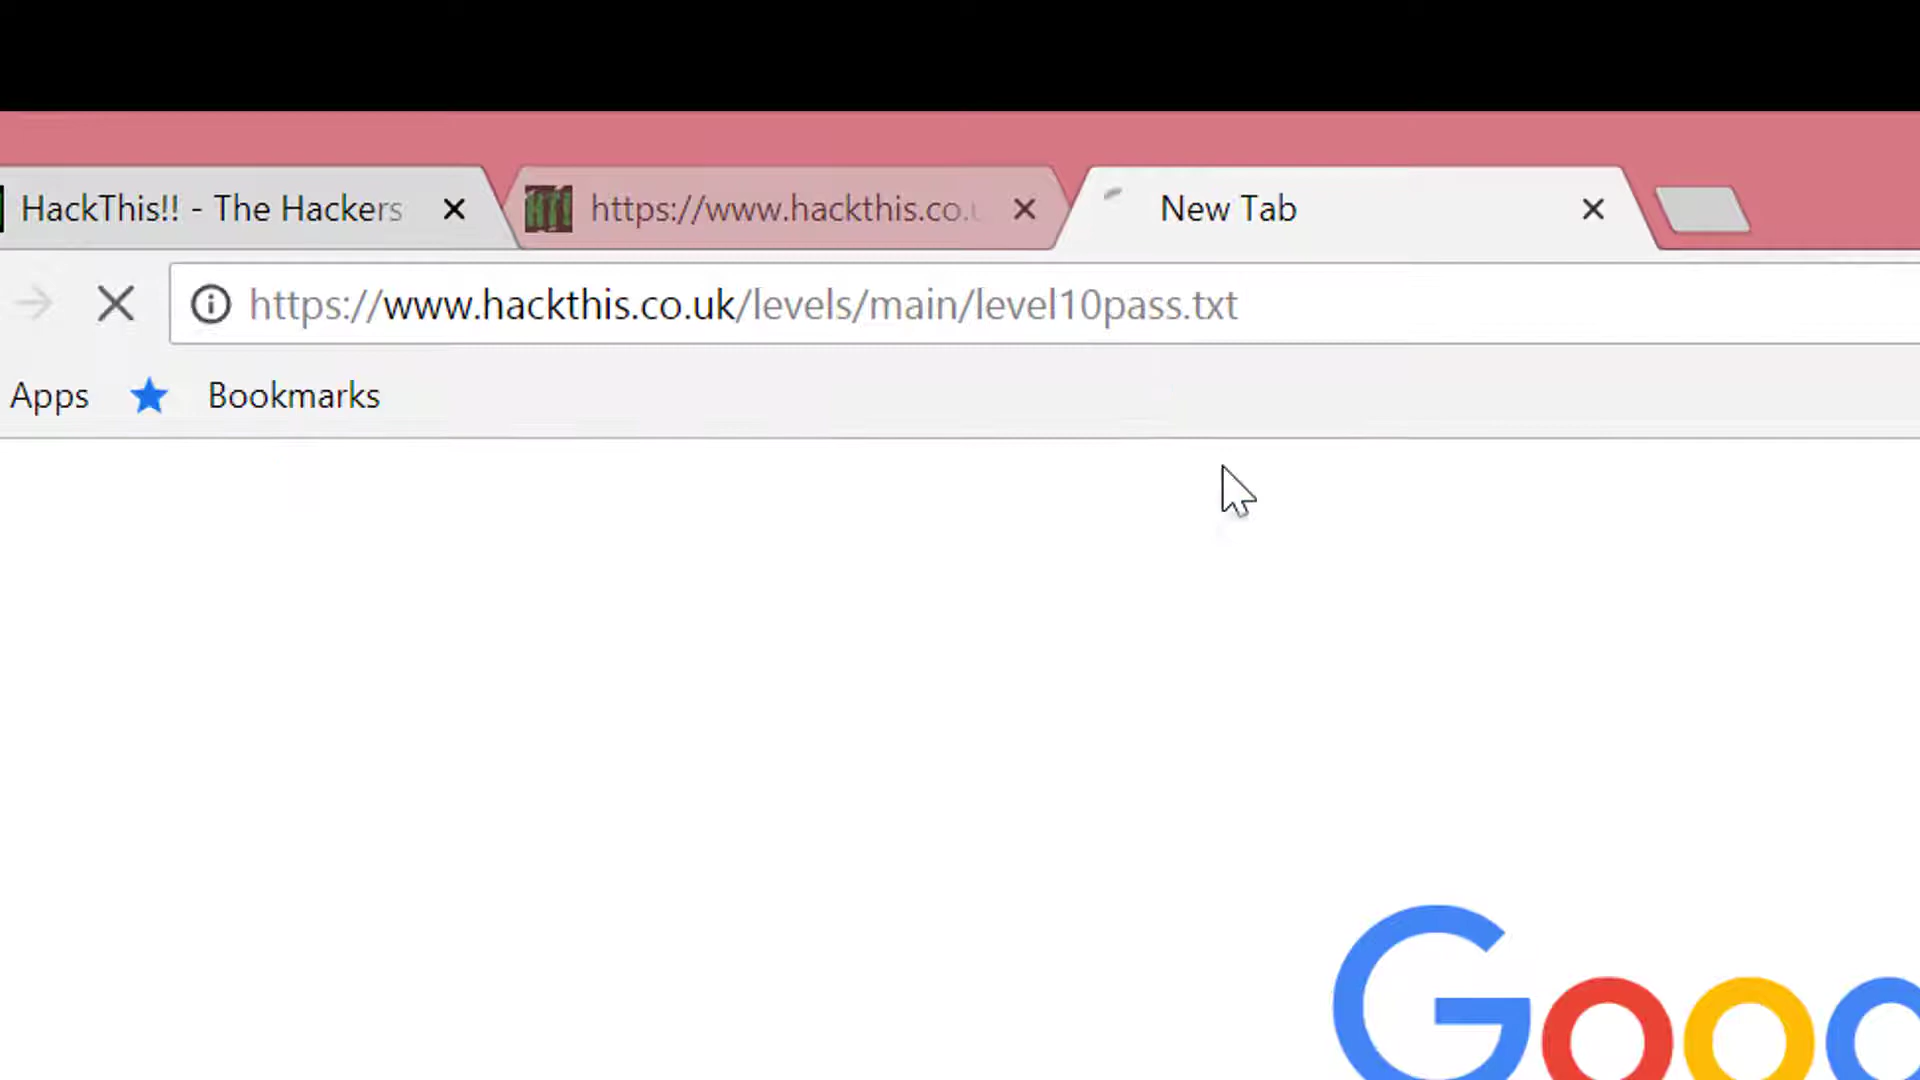 HackThis!! - The Hackers
https://www.hackthis.co.u
New Tab
https://www.hackthis.co.uk/levels/main/level10pass.txt
Apps
Bookmarks
Goog